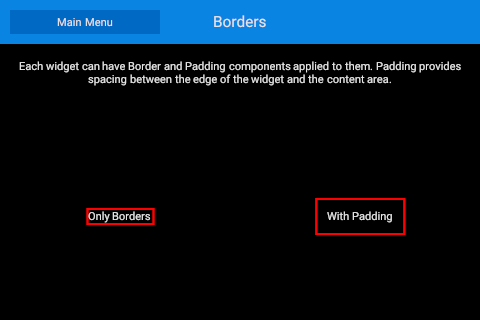 Main Menu
Borders
Each widget can have Border and Padding components applied to them. Padding provides
spacing between the edge of the widget and the content area.
Only Borders
With Padding